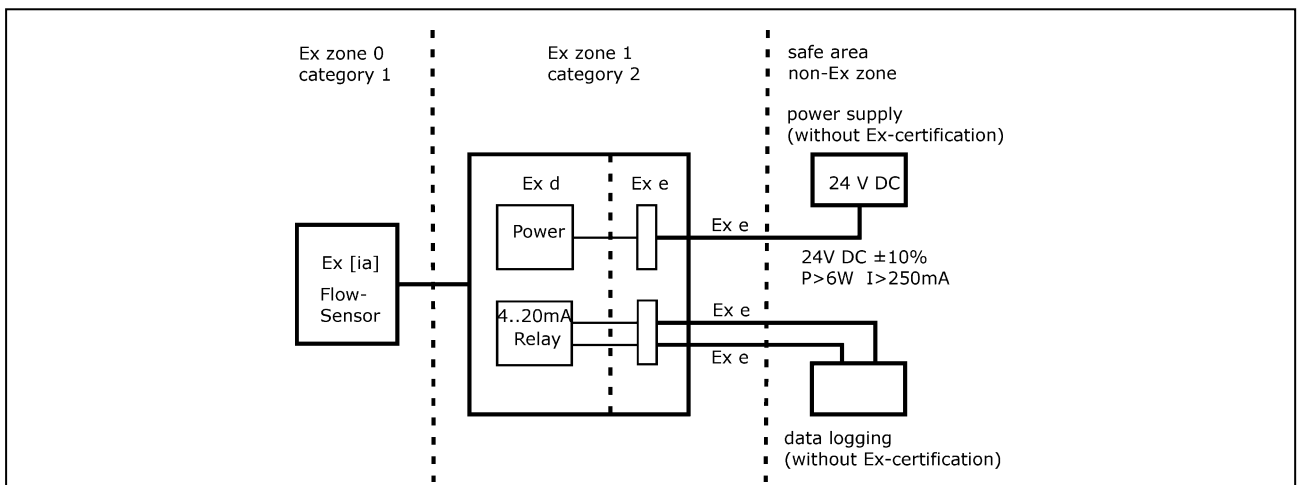 Ex zone 0
category 1
Ex zone 1
category 2
safe area
non-Ex zone
power supply
(without Ex-certification)
24 V DC
Ex d
Ex e
Power
Ex e
24V DC ±10%
P>6W I>250mA
Ex [ia]
Flow-
Sensor
4..20mA
Relay
Ex e
Ex e
data logging
(without Ex-certification)